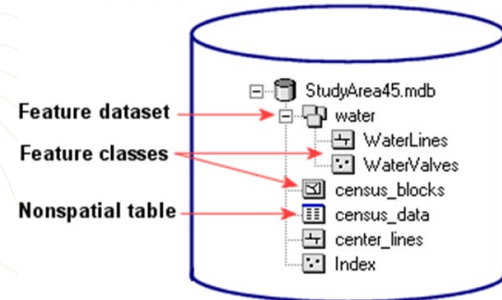 StudyArea45.mdb
Feature dataset
water
WaterLines
Feature classes
WaterValves
census_blocks
Nonspatial table
census_data
center_lines
Index